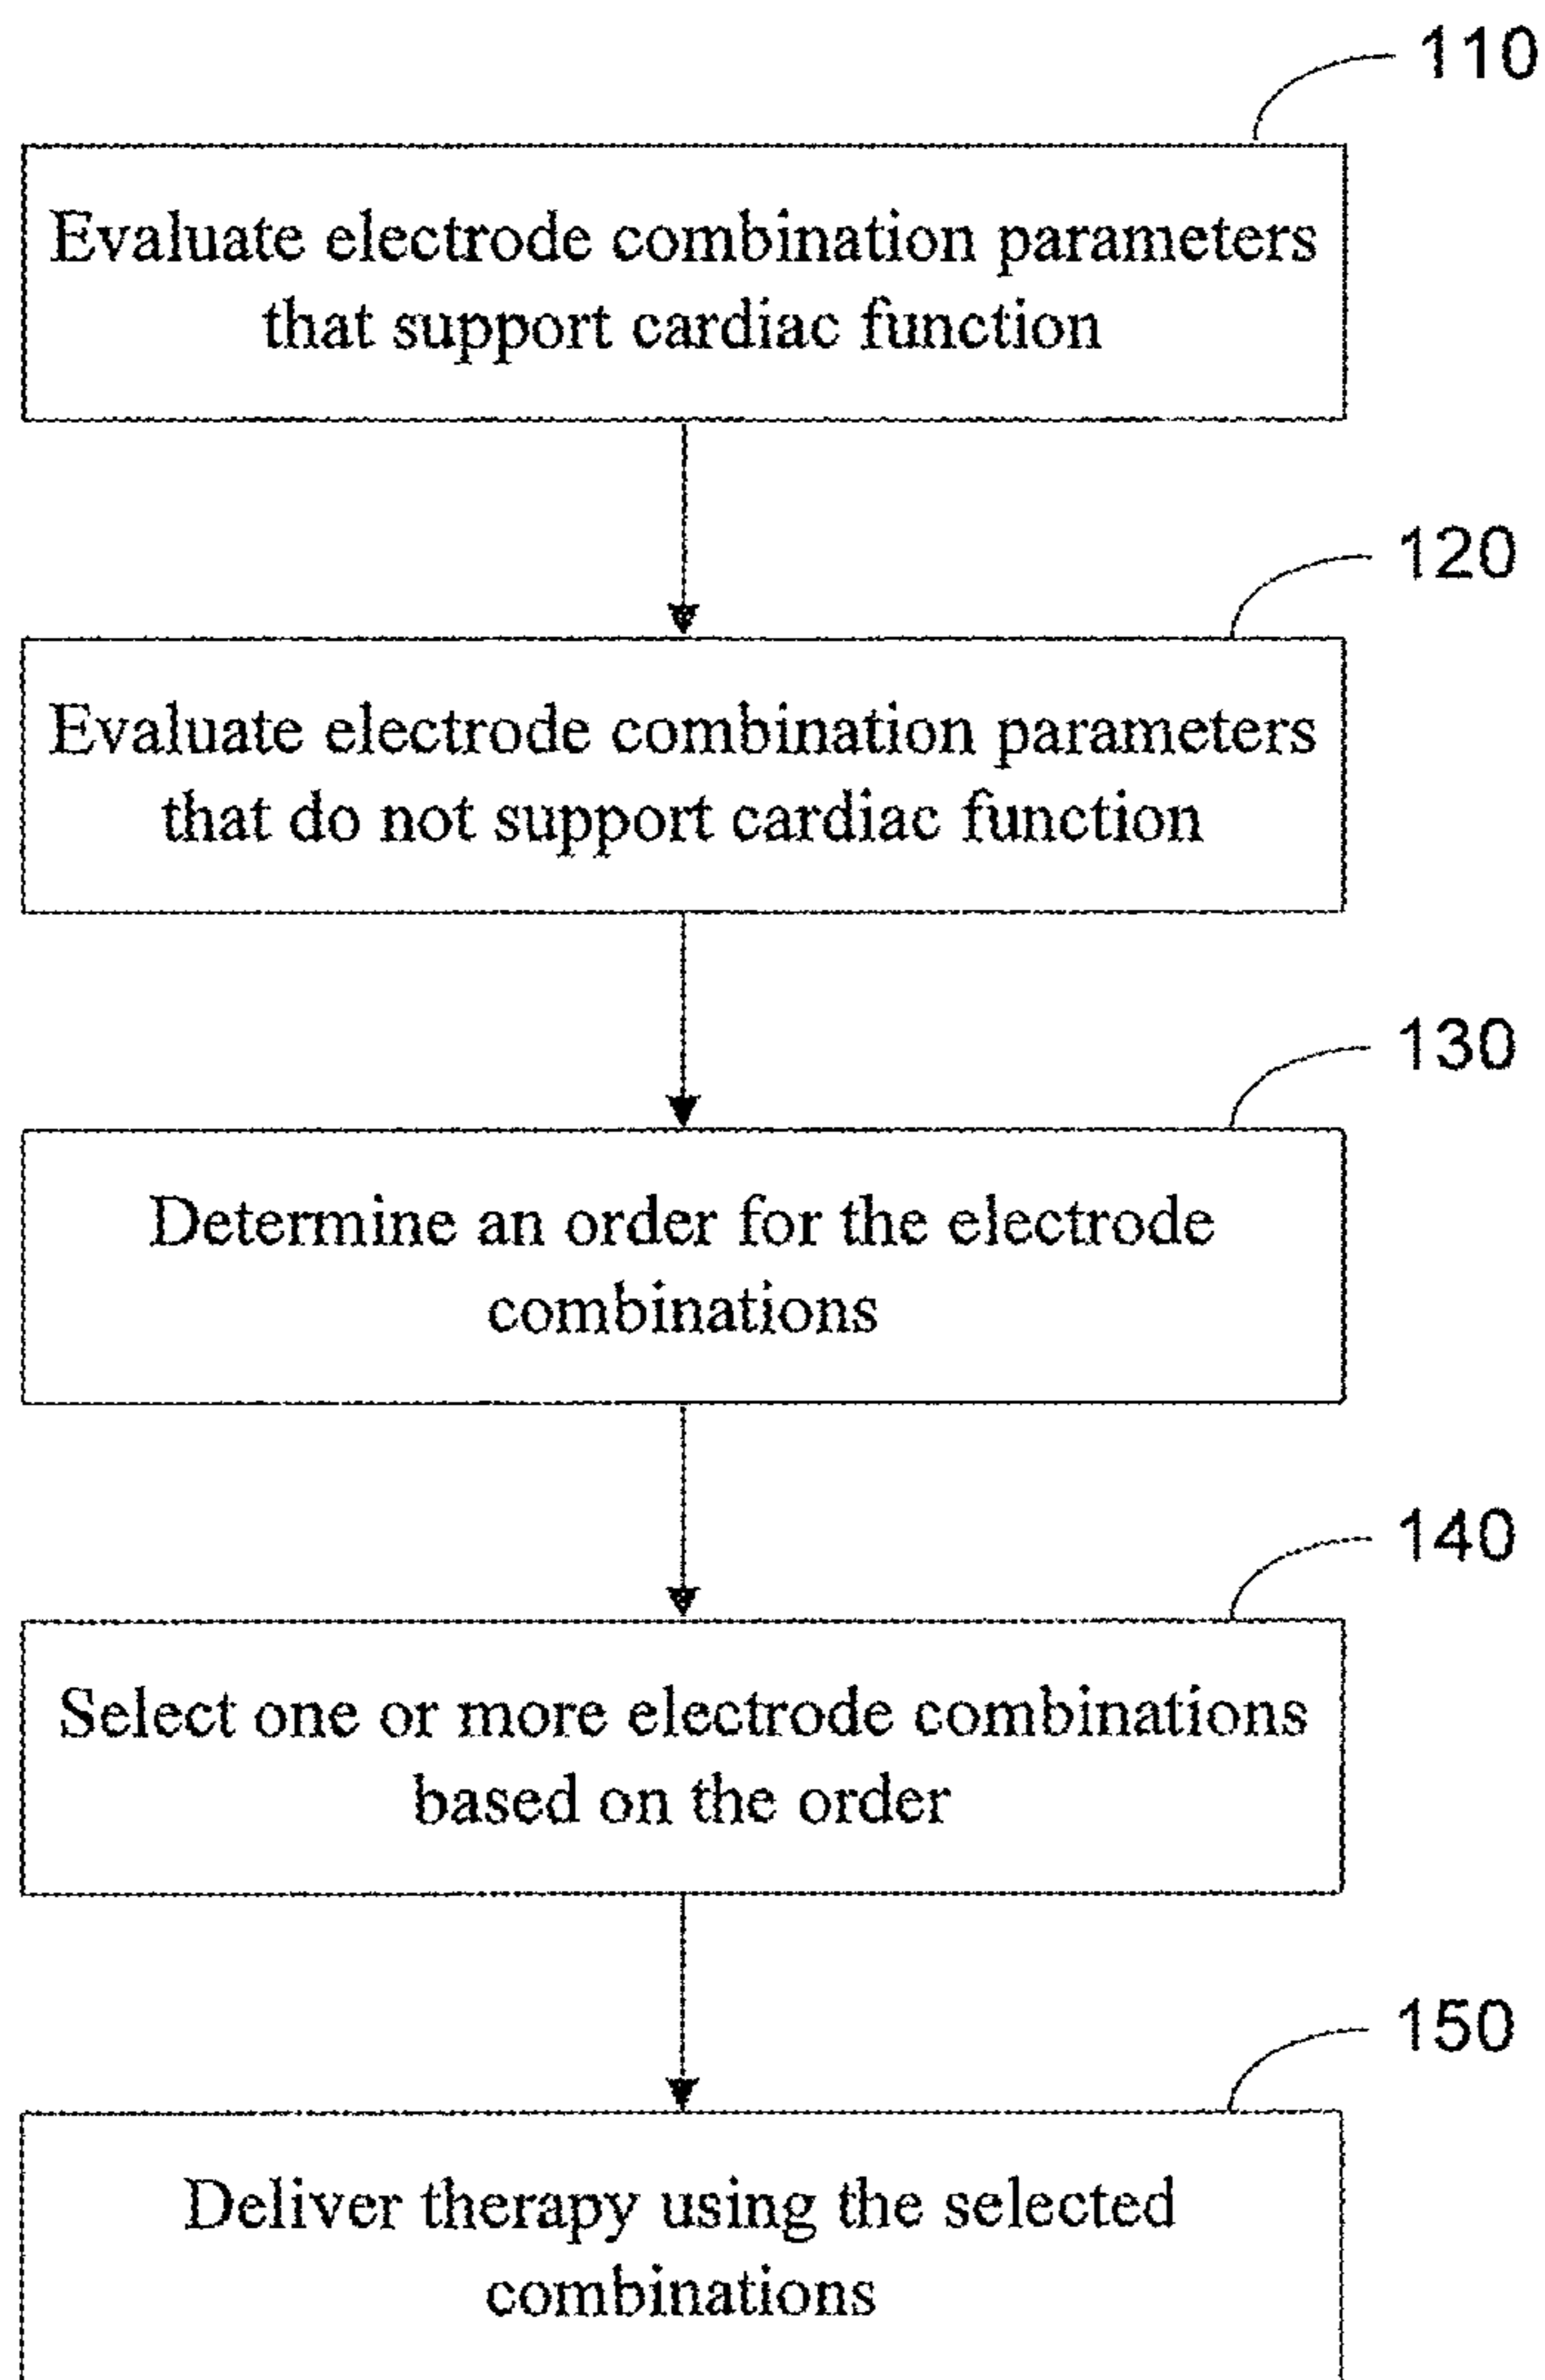 110
Evaluate electrode combination parameters
that support cardiac function
120
Evaluate electrode combination parameters
that do not support cardiac function
130
Determine an order for the electrode
combinations
140
Select one or more electrode combinations
based on the order
150
Deliver therapy using the selected
combinations